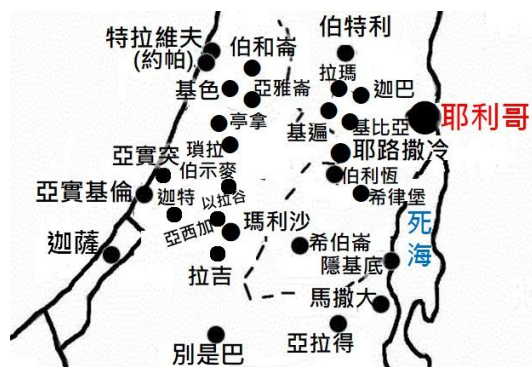 特拉維夫
(約帕)
伯和崙
伯特利
基色
亞雅崙
拉瑪
迦巴
耶利哥
亭拿
基遍
基比亞
瑣拉
耶路撒冷
亞實突
伯示麥
伯利恆
亞實基倫
迦特
以拉谷
希律堡
亞西加
瑪利沙
死海
迦薩
希伯崙
隱基底
拉吉
馬撒大
別是巴
亞拉得